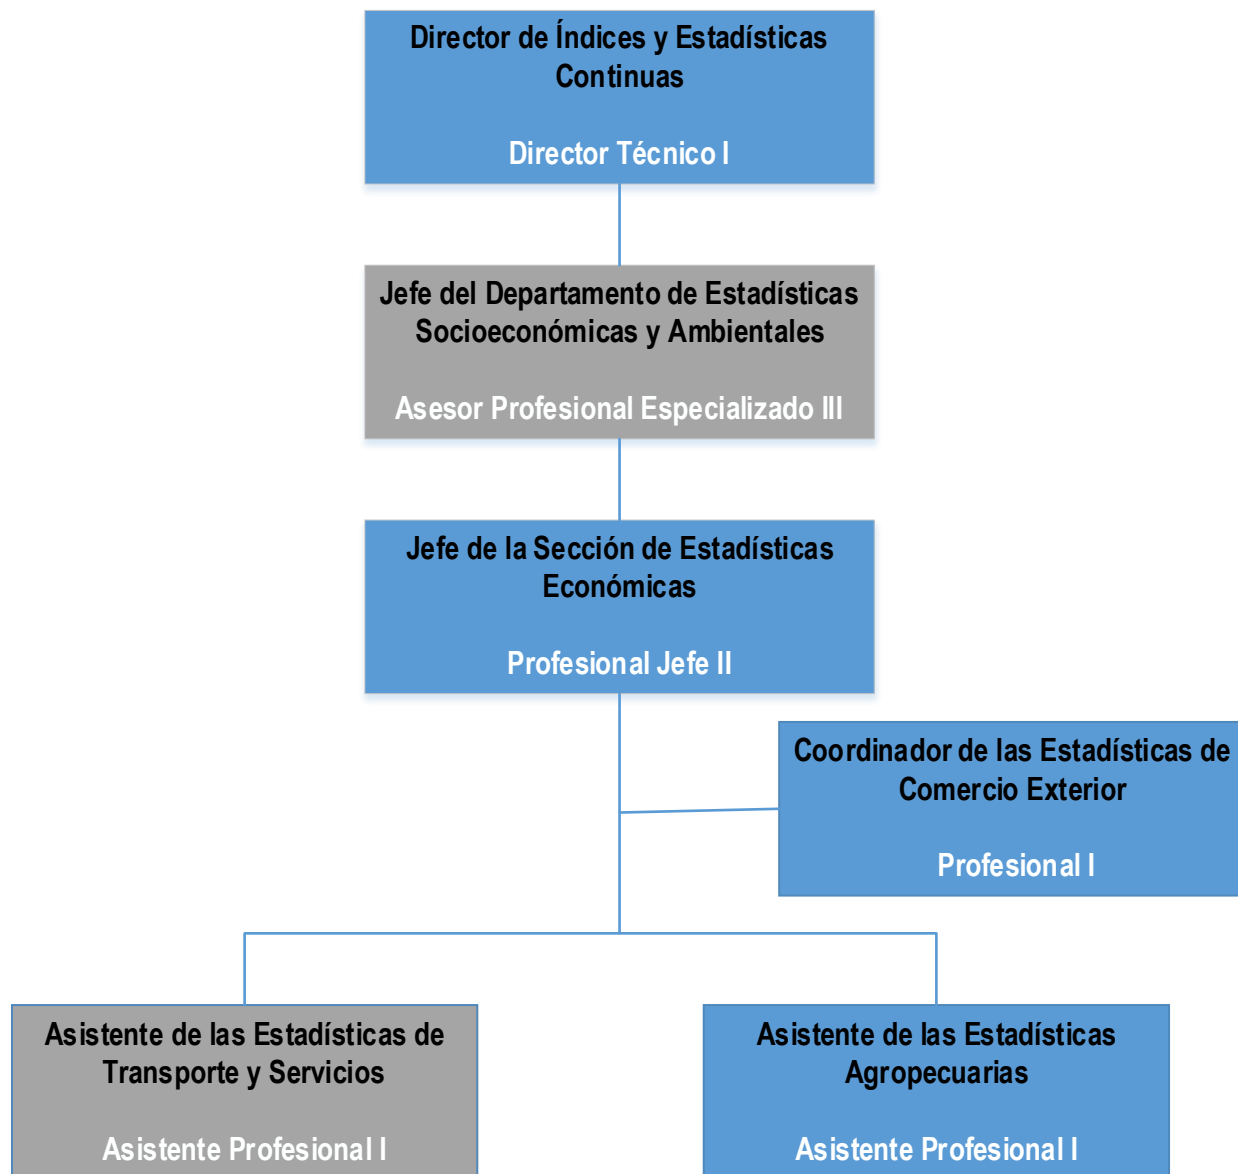 Director de Índices y Estadísticas
Continuas
Director Técnico I
Jefe del Departamento de Estadísticas
Socioeconómicas y Ambientales
Asesor Profesional Especializado III
Jefe de la Sección de Estadísticas
Económicas
Profesional Jefe II
Coordinador de las Estadísticas de
Comercio Exterior
Profesional I
Asistente de las Estadísticas de
Transporte y Servicios
Asistente Profesional I
Asistente de las Estadísticas
Agropecuarias
Asistente Profesional I